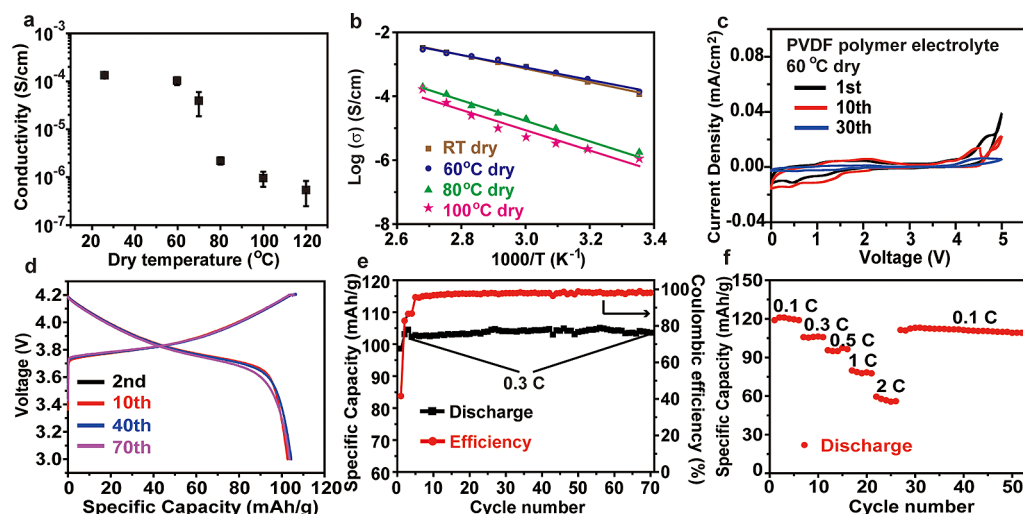 a
Conductivity (S/cm)
10⁻³
10⁻⁴
10⁻⁵
10⁻⁶
10⁻⁷
20 40 60 80 100 120
Dry temperature (°C)
b
Log (σ) (S/cm)
-2
-4
-6
-8
RT dry
60°C dry
80°C dry
100°C dry
2.6 2.8 3.0 3.2 3.4
1000/T (K⁻¹)
c
Current Density (mA/cm²)
0.08
0.04
0.00
-0.04
PVDF polymer electrolyte
60 °C dry
1st
10th
30th
0 1 2 3 4 5
Voltage (V)
d
Voltage (V)
4.2
3.9
3.6
3.3
3.0
2nd
10th
40th
70th
0 20 40 60 80 100
Specific Capacity (mAh/g)
e
Specific Capacity (mAh/g)
120
115
110
105
100
95
90
85
80
75
70
65
60
0.3 C
Discharge
Efficiency
0 10 20 30 40 50 60 70
Cycle number
100
80
60
40
20
0
Coulombic efficiency (%)
f
Specific Capacity (mAh/g)
150
120
90
60
30
0
0.1 C
0.3 C
0.5 C
1 C
2 C
0.1 C
Discharge
0 10 20 30 40 50
Cycle number